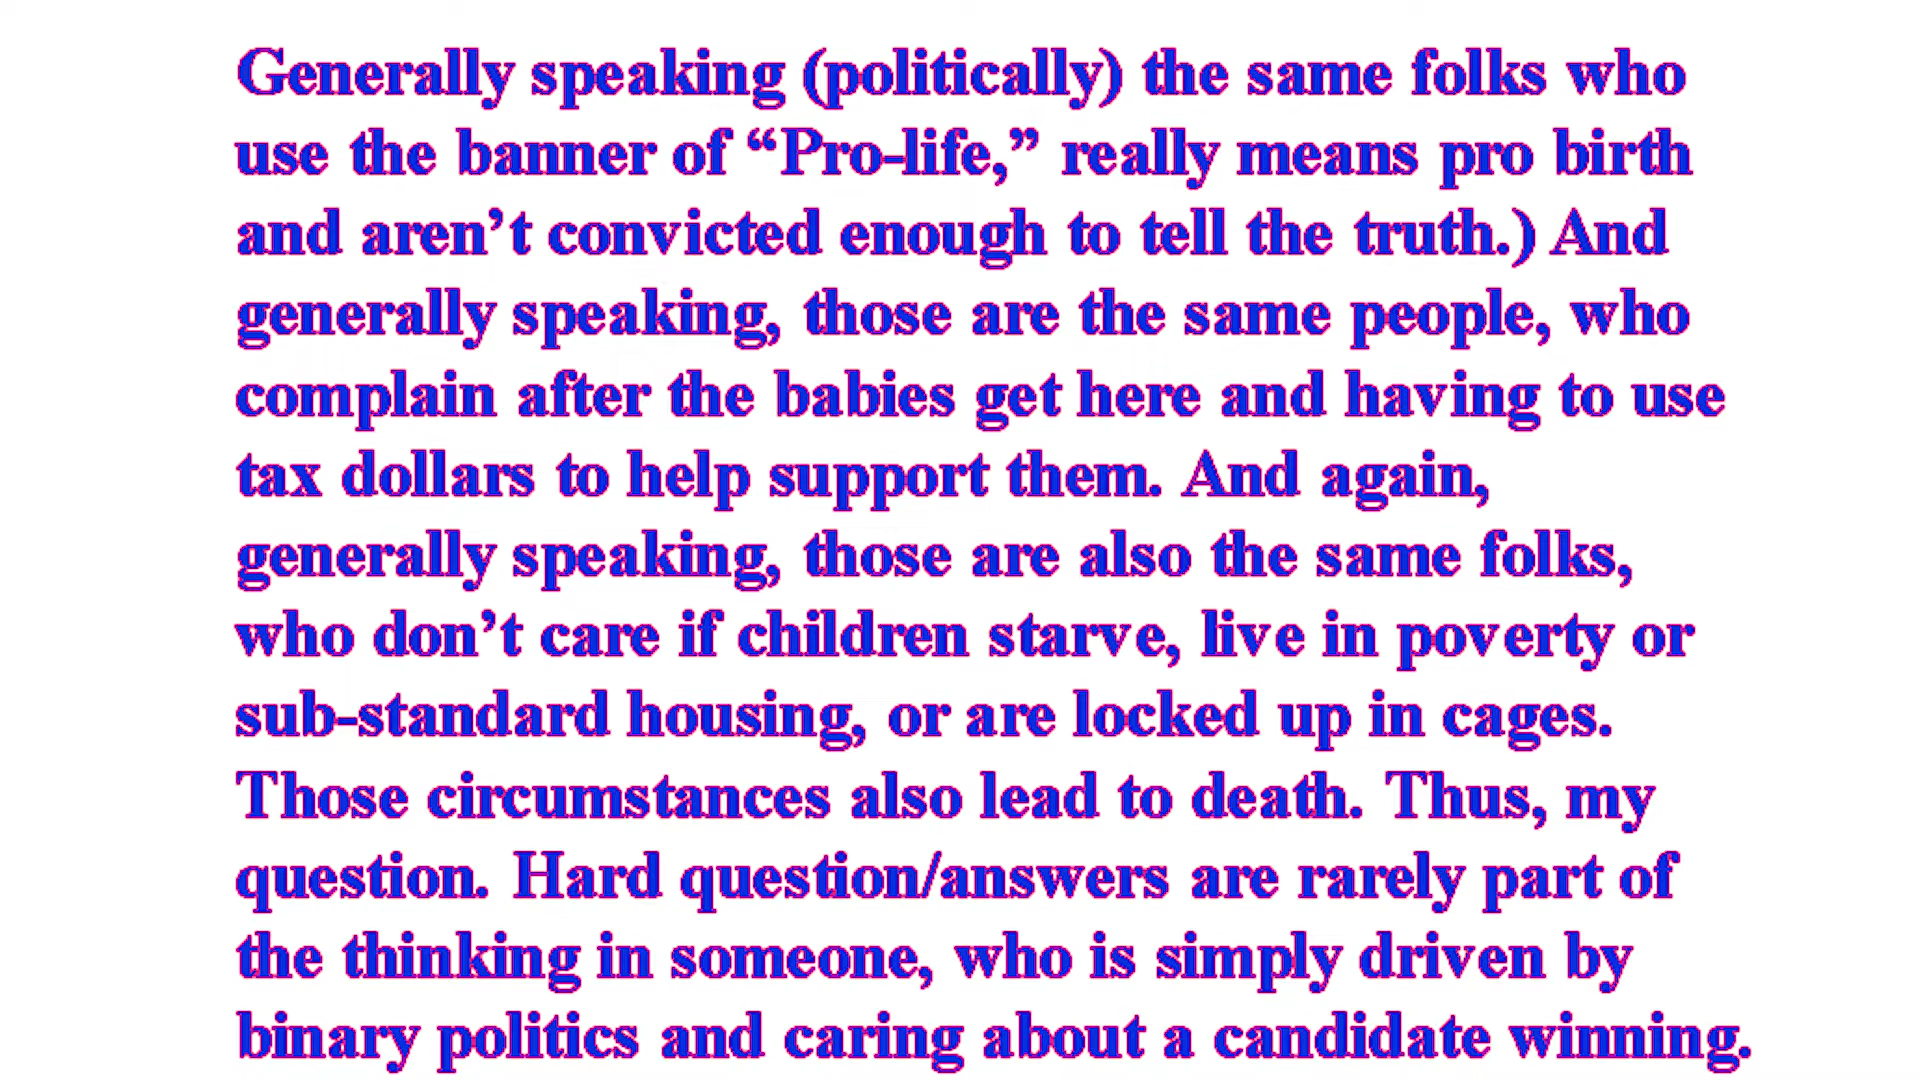 Generally speaking (politically) the same folks who
use the banner of “Pro-life,” really means pro birth
and aren’t convicted enough to tell the truth.) And
generally speaking, those are the same people, who
complain after the babies get here and having to use
tax dollars to help support them. And again,
generally speaking, those are also the same folks,
who don’t care if children starve, live in poverty or
sub-standard housing, or are locked up in cages.
Those circumstances also lead to death. Thus, my
question. Hard question/answers are rarely part of
the thinking in someone, who is simply driven by
binary politics and caring about a candidate winning.